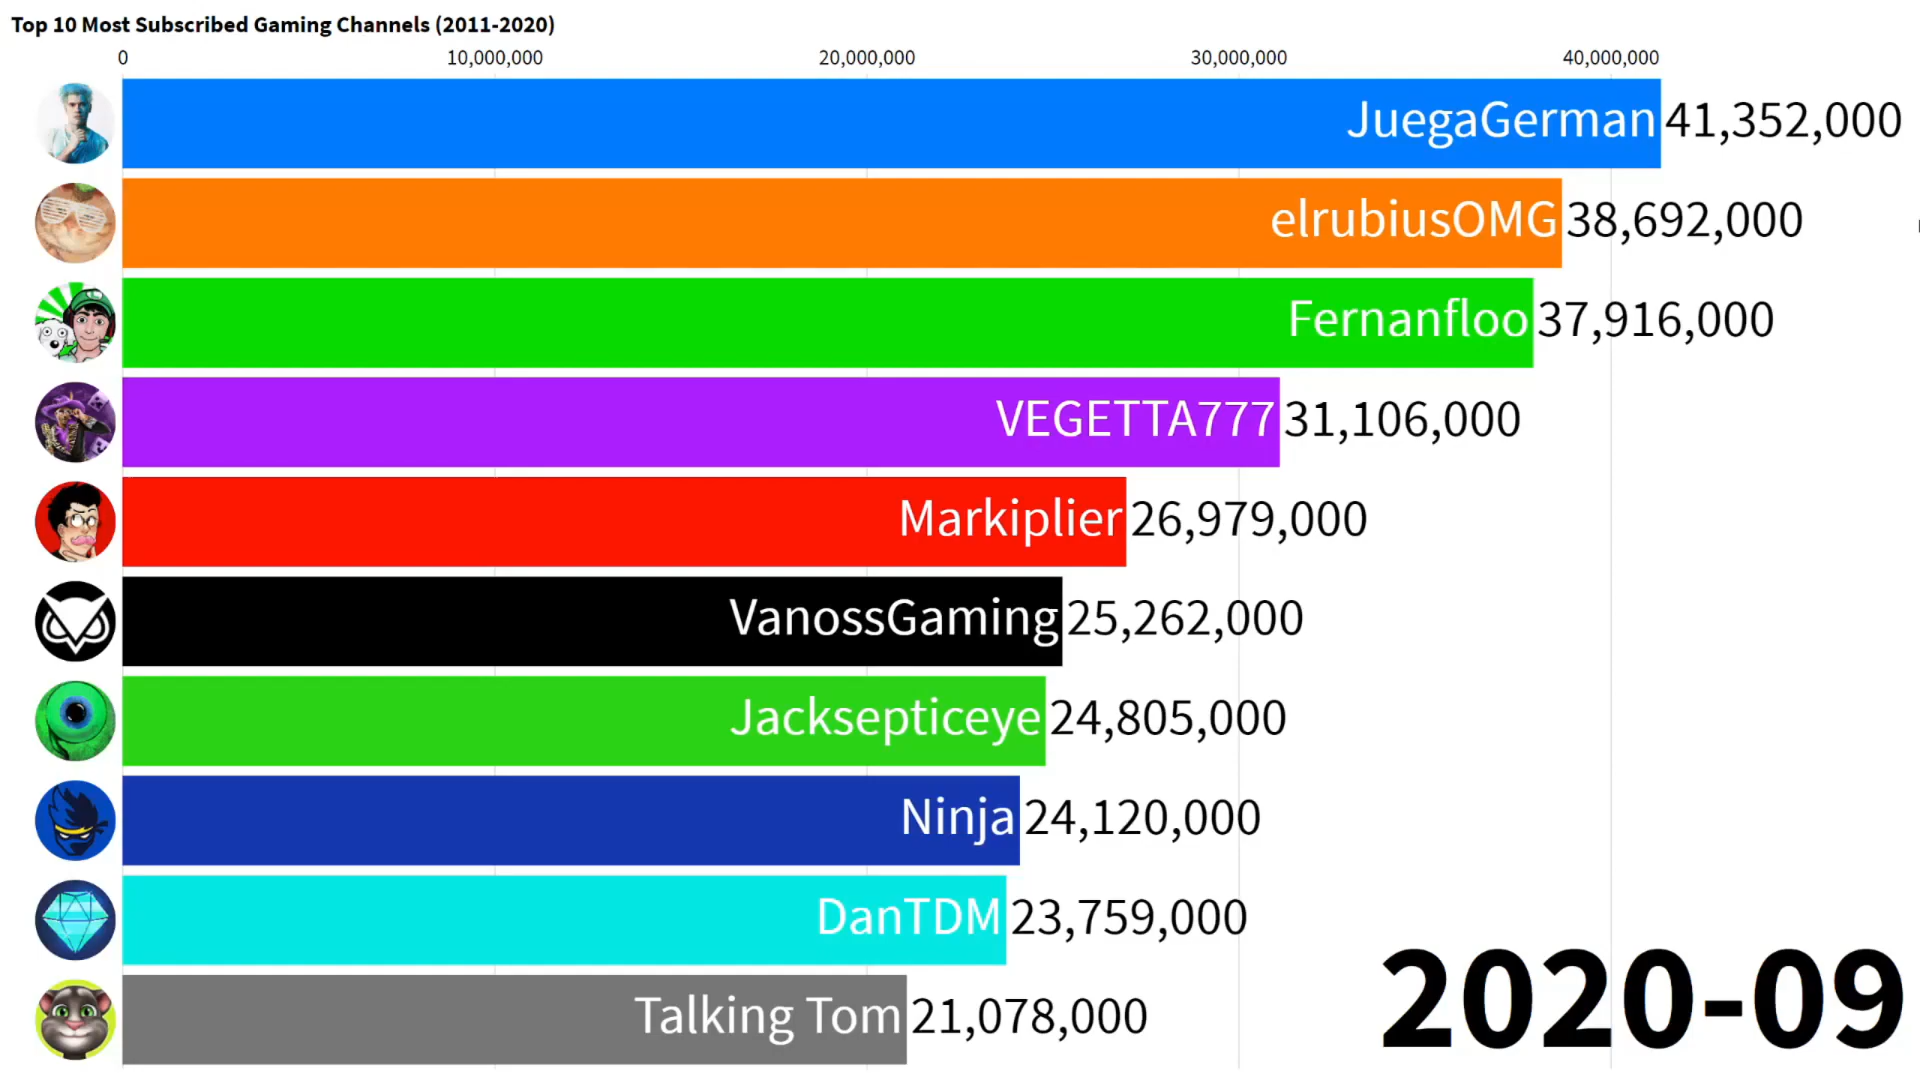 Top 10 Most Subscribed Gaming Channels (2011-2020)
0 10,000,000 20,000,000 30,000,000 40,000,000
JuegaGerman 41,352,000
elrubiusOMG 38,692,000
Fernanfloo 37,916,000
VEGETTA777 31,106,000
Markiplier 26,979,000
VanossGaming 25,262,000
Jacksepticeye 24,805,000
Ninja 24,120,000
DanTDM 23,759,000
Talking Tom 21,078,000
2020-09